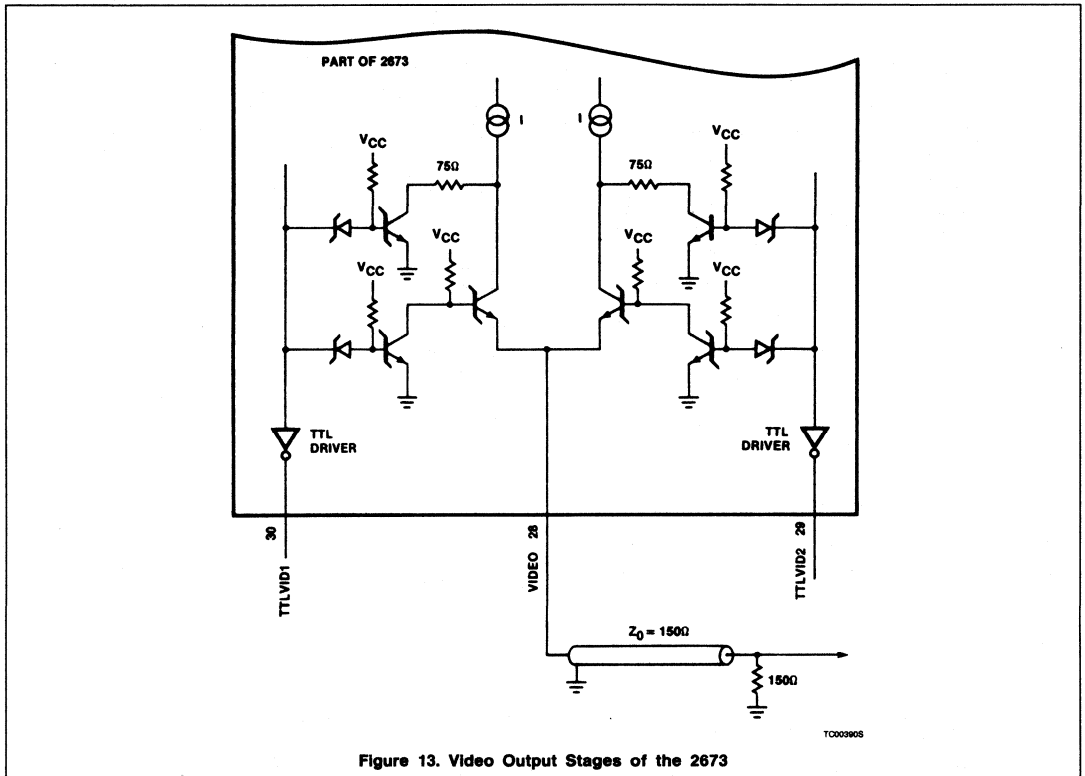 PART OF 2673
I
I
VCC
VCC
75Ω
75Ω
VCC
VCC
VCC
VCC
TTL
DRIVER
TTL
DRIVER
30
VIDEO 28
29
TTLVID1
TTLVID2
Z0 = 150Ω
150Ω
TC00390S
Figure 13. Video Output Stages of the 2673